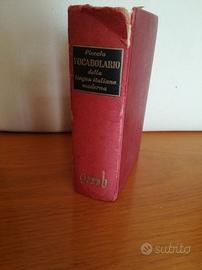 Piccolo
VOCABOLARIO
della
lingua italiana
moderna
subito